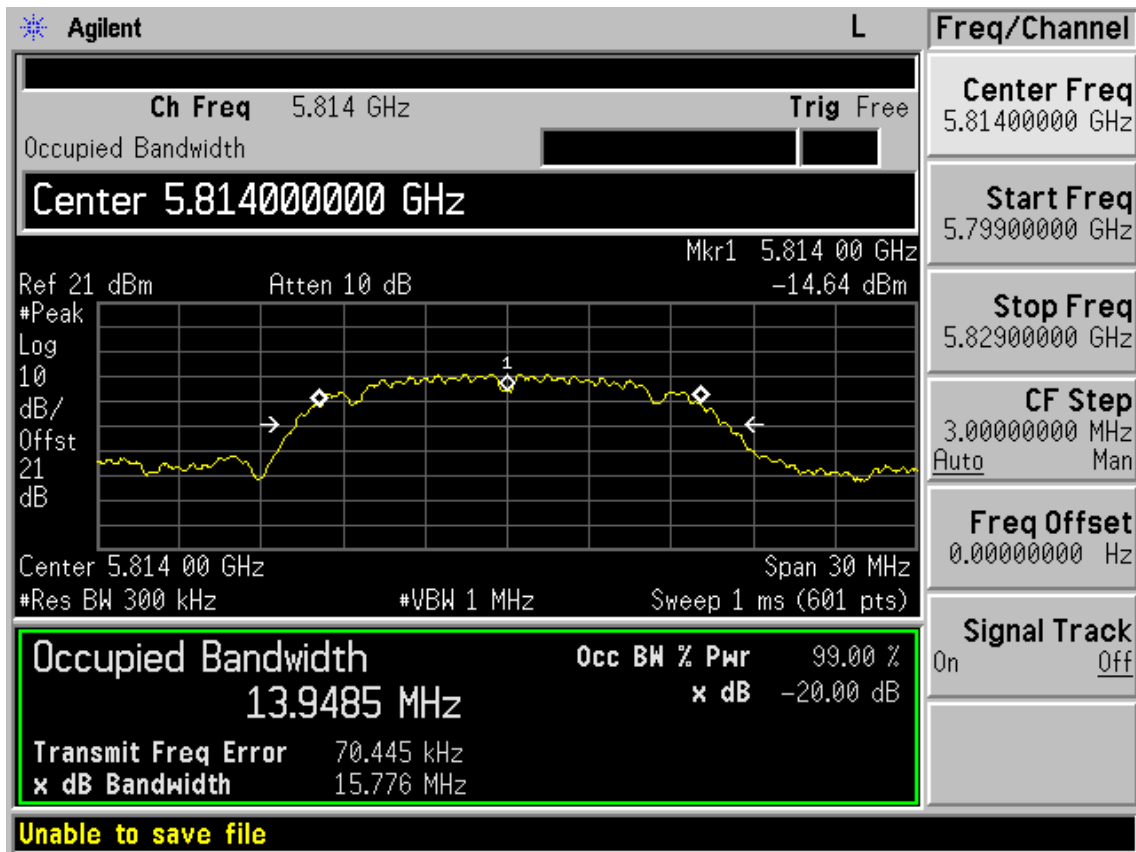 Agilent L Freq/Channel
Ch Freq 5.814 GHz Trig Free
Occupied Bandwidth
Center 5.814000000 GHz
Mkr1 5.814 00 GHz
Ref 21 dBm Atten 10 dB -14.64 dBm
#Peak
Log
10
dB/
Offst
21
dB
1
Center 5.814 00 GHz Span 30 MHz
#Res BW 300 kHz #VBW 1 MHz Sweep 1 ms (601 pts)
Occupied Bandwidth
13.9485 MHz
Occ BW % Pwr 99.00 %
x dB -20.00 dB
Transmit Freq Error 70.445 kHz
x dB Bandwidth 15.776 MHz
Unable to save file
Center Freq
5.81400000 GHz
Start Freq
5.79900000 GHz
Stop Freq
5.82900000 GHz
CF Step
3.00000000 MHz
Auto Man
Freq Offset
0.00000000 Hz
Signal Track
On Off